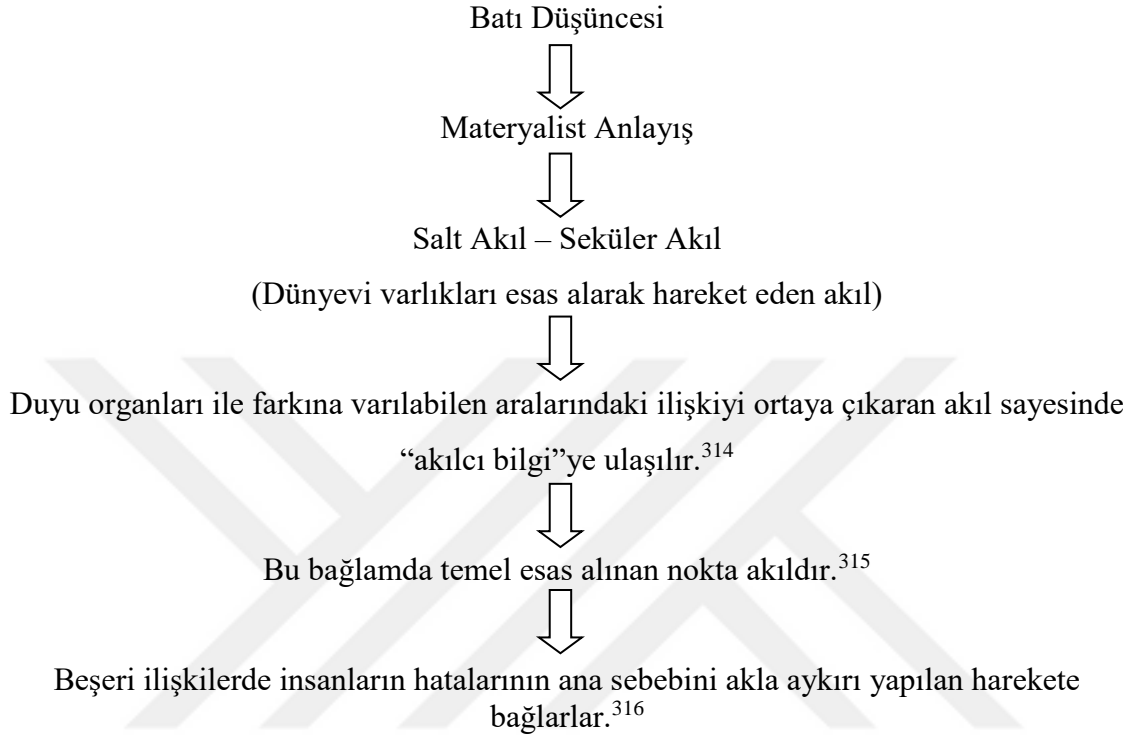 Batı Düşüncesi
Materyalist Anlayış
Salt Akıl – Seküler Akıl
(Dünyevi varlıkları esas alarak hareket eden akıl)
Duyu organları ile farkına varılabilen aralarındaki ilişkiyi ortaya çıkaran akıl sayesinde
“akılcı bilgi”ye ulaşılır.314
Bu bağlamda temel esas alınan nokta akıldır.315
Beşeri ilişkilerde insanların hatalarının ana sebebini akla aykırı yapılan harekete
bağlarlar.316